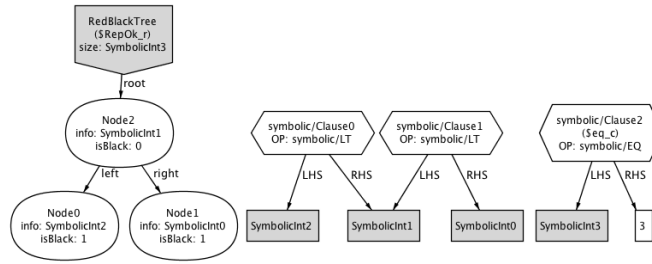 RedBlackTree
($RepOk_r)
size: SymbolicInt3
root
Node2
info: SymbolicInt1
isBlack: 0
left
right
Node0
info: SymbolicInt2
isBlack: 1
Node1
info: SymbolicInt0
isBlack: 1
symbolic/Clause0
OP: symbolic/LT
LHS
RHS
symbolic/Clause1
OP: symbolic/LT
LHS
RHS
SymbolicInt2
SymbolicInt1
SymbolicInt0
symbolic/Clause2
($eq_c)
OP: symbolic/EQ
LHS
RHS
SymbolicInt3
3